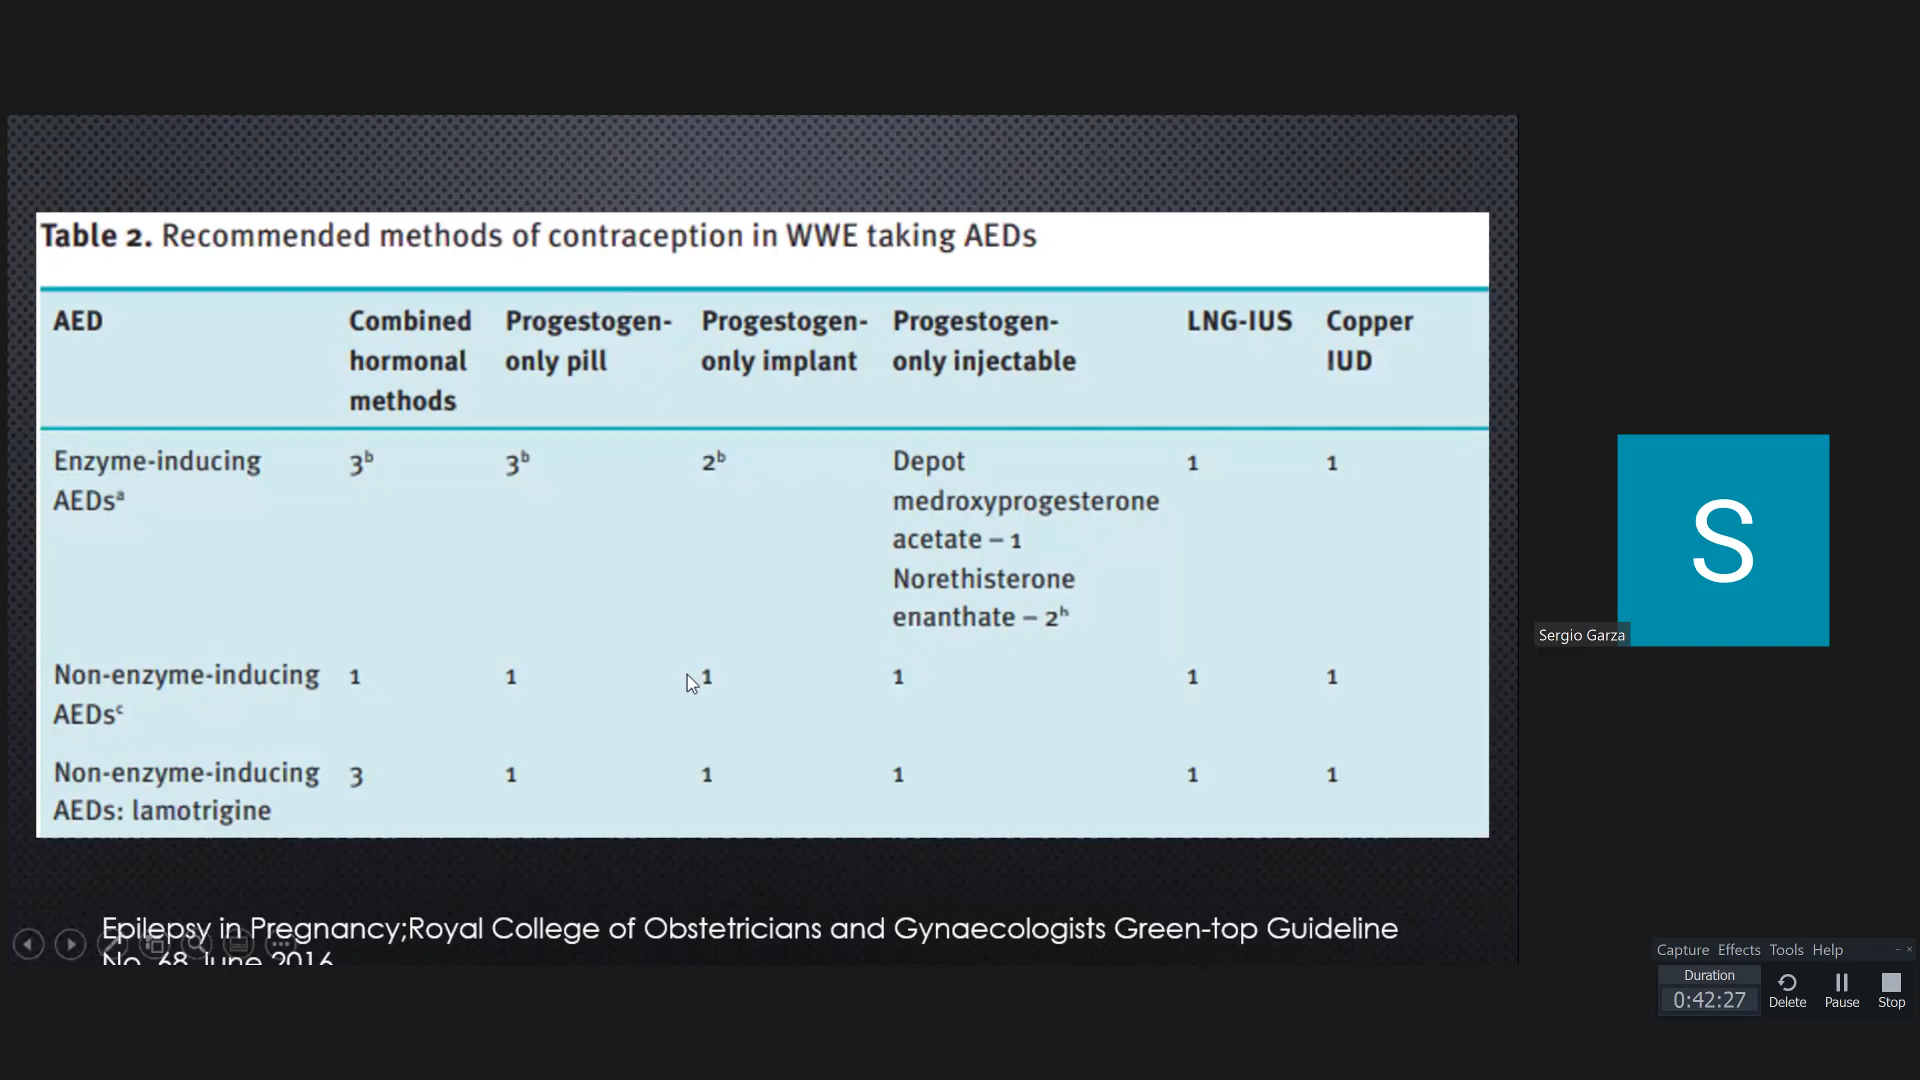 Table 2. Recommended methods of contraception in WWE taking AEDs
AED Combined Progestogen- Progestogen- Progestogen- LNG-IUS Copper
hormonal only pill only implant only injectable IUD
methods
Enzyme-inducing 3ᵇ 3ᵇ 2ᵇ Depot 1 1
AEDsᵃ medroxyprogesterone
acetate – 1
Norethisterone
enanthate – 2ʰ
Non-enzyme-inducing 1 1 1 1 1 1
AEDsᶜ
Non-enzyme-inducing 3 1 1 1 1 1
AEDs: lamotrigine
Epilepsy in Pregnancy;Royal College of Obstetricians and Gynaecologists Green-top Guideline
No. 68 June 2016
S
Sergio Garza
Capture Effects Tools Help
Duration
0:42:27
Delete Pause Stop